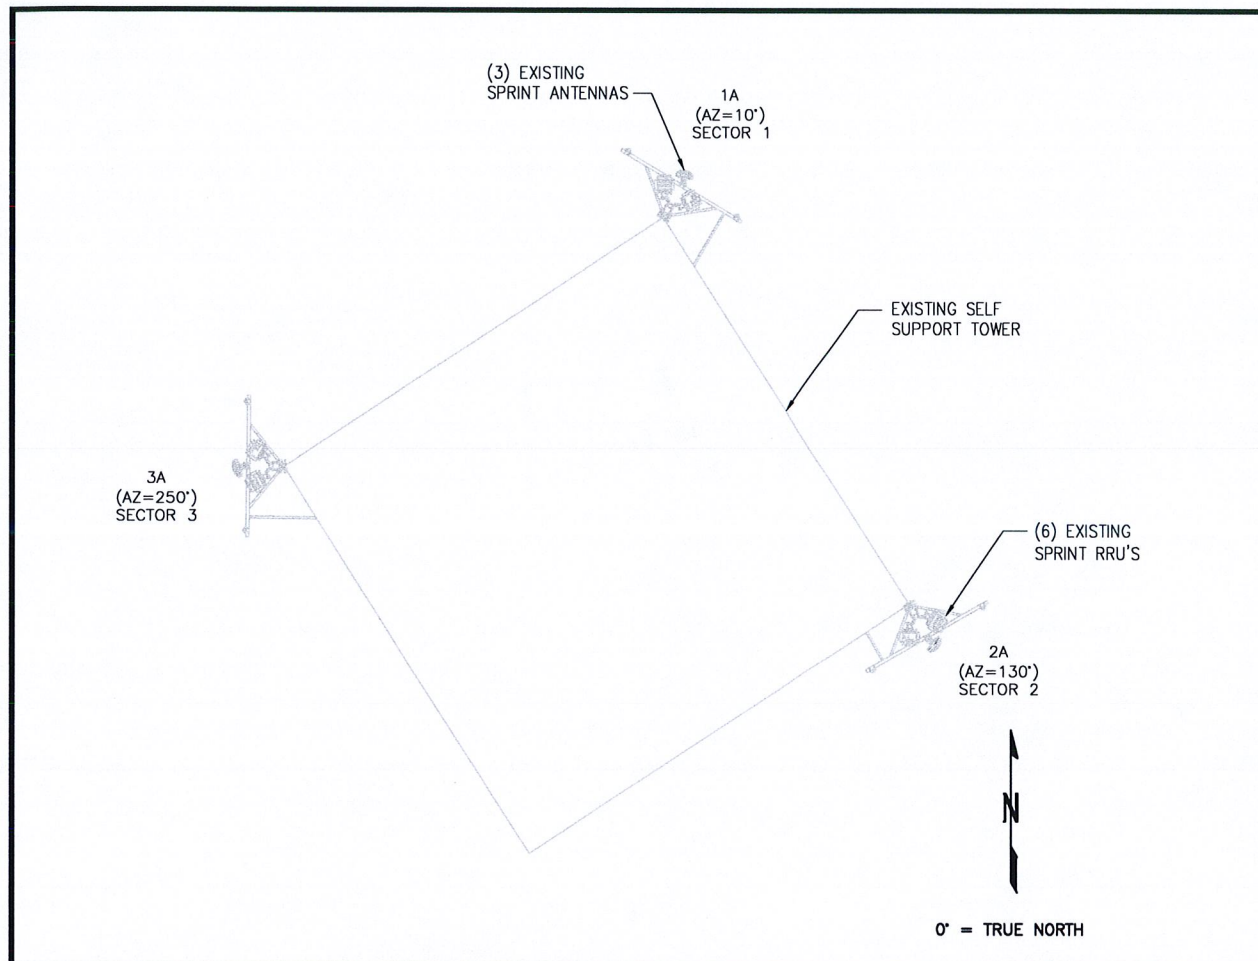 (3) EXISTING
SPRINT ANTENNAS
1A
(AZ=10°)
SECTOR 1
EXISTING SELF
SUPPORT TOWER
3A
(AZ=250°)
SECTOR 3
(6) EXISTING
SPRINT RRU'S
2A
(AZ=130°)
SECTOR 2
N
0° = TRUE NORTH